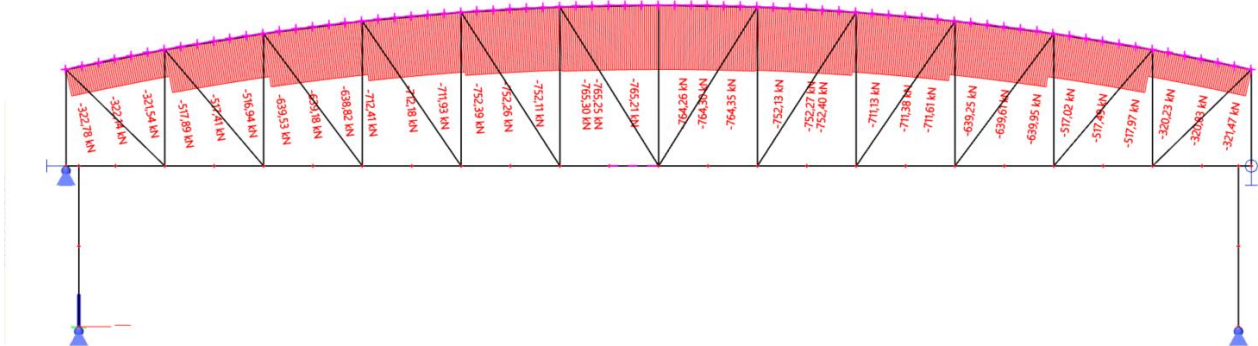 -322,78 kN
-322,14 kN
-321,54 kN
-517,89 kN
-517,41 kN
-516,94 kN
-639,53 kN
-639,18 kN
-638,82 kN
-712,41 kN
-712,18 kN
-711,93 kN
-752,39 kN
-752,26 kN
-752,11 kN
-765,30 kN
-765,25 kN
-765,21 kN
-764,26 kN
-764,30 kN
-764,35 kN
-752,13 kN
-752,27 kN
-752,40 kN
-711,13 kN
-711,38 kN
-711,61 kN
-639,25 kN
-639,61 kN
-639,95 kN
-517,02 kN
-517,49 kN
-517,97 kN
-320,23 kN
-320,83 kN
-321,47 kN